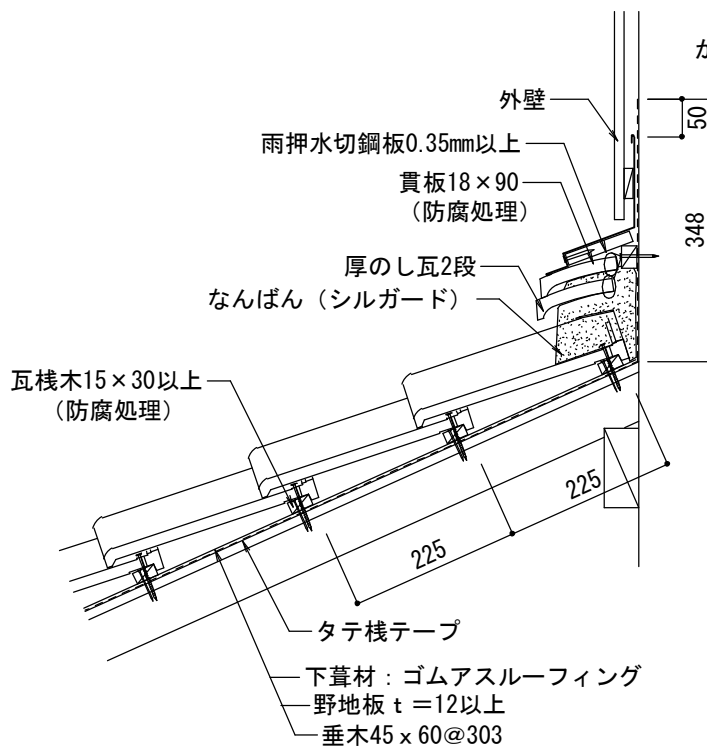 外壁
50
雨押水切鋼板0.35mm以上
貫板18×90
（防腐処理）
348
厚のし瓦2段
なんばん（シルガード）
瓦桟木15×30以上
（防腐処理）
225
225
タテ桟テープ
下葺材：ゴムアスルーフィング
野地板ｔ＝12以上
垂木45ｘ60@303